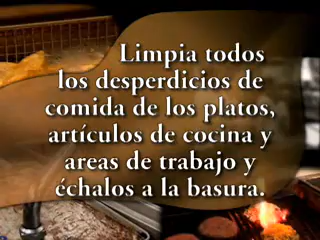 Limpia todos
los desperdicios de
comida de los platos,
artículos de cocina y
areas de trabajo y
échalos a la basura.